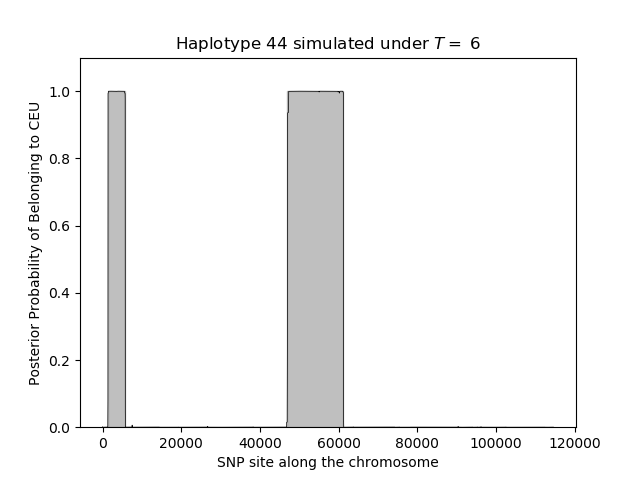 Haplotype 44 simulated under T = 6
Posterior Probability of Belonging to CEU
1.0
0.8
0.6
0.4
0.2
0.0
0 20000 40000 60000 80000 100000 120000
SNP site along the chromosome